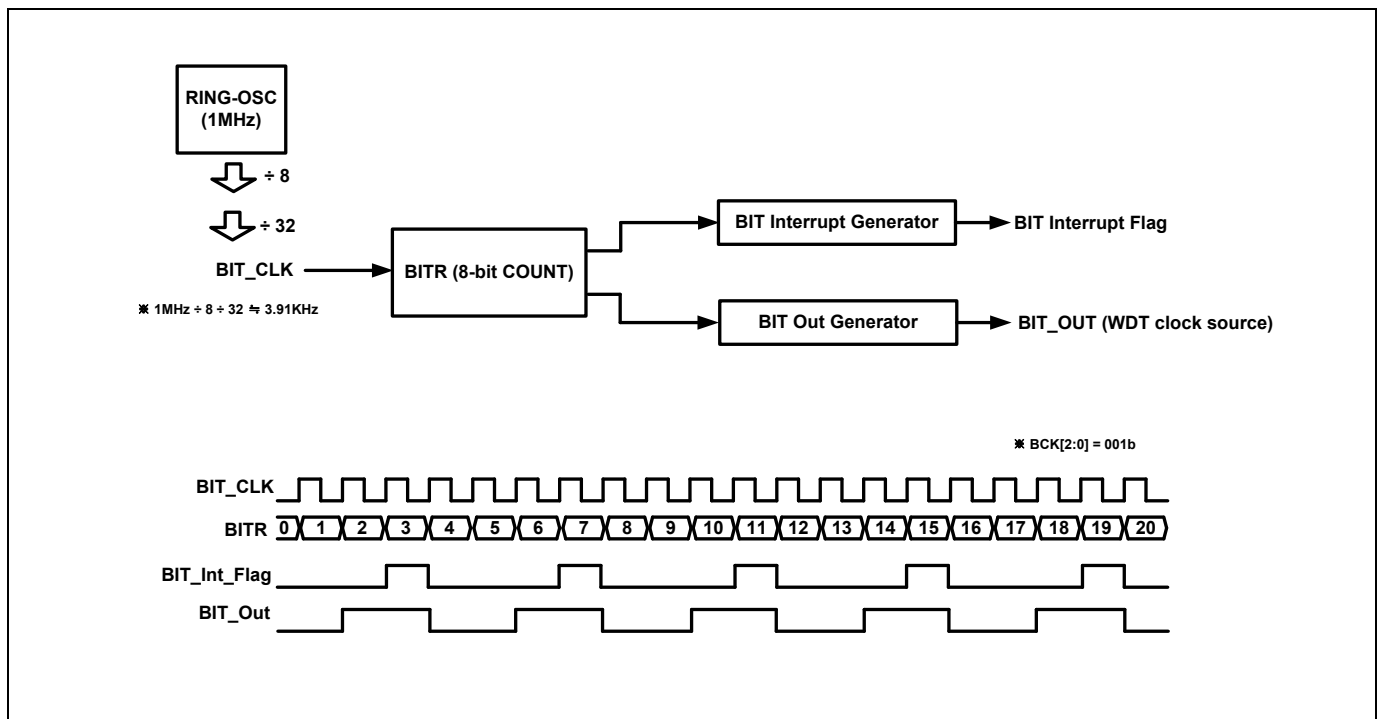 RING-OSC
(1MHz)
÷ 8
÷ 32
BIT_CLK
※ 1MHz ÷ 8 ÷ 32 ≒ 3.91KHz
BITR (8-bit COUNT)
BIT Interrupt Generator
BIT Interrupt Flag
BIT Out Generator
BIT_OUT (WDT clock source)
※ BCK[2:0] = 001b
BIT_CLK
BITR 0 1 2 3 4 5 6 7 8 9 10 11 12 13 14 15 16 17 18 19 20
BIT_Int_Flag
BIT_Out